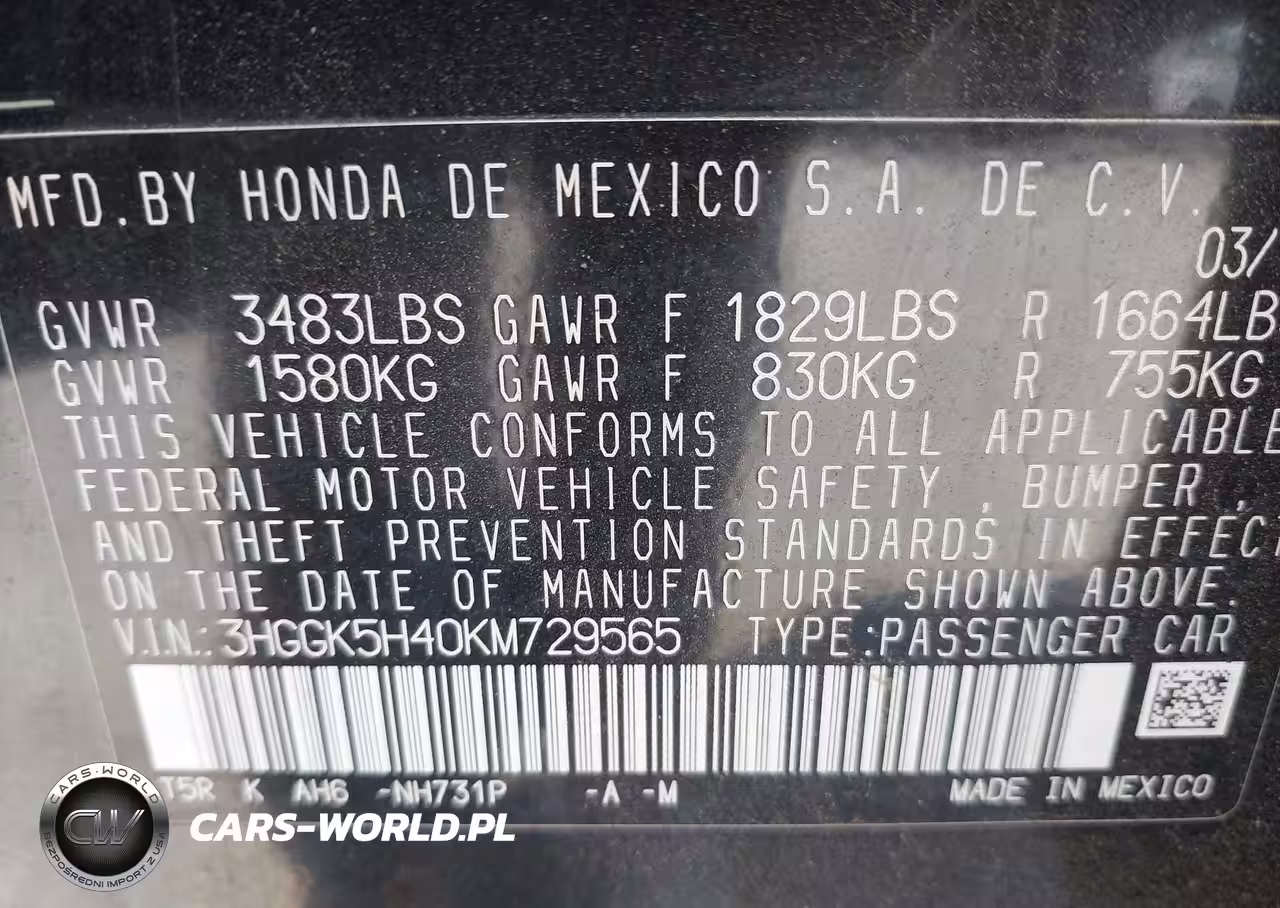 MFD.BY HONDA DE MEXICO S.A. DE C.V.
03/
GVWR 3483LBS GAWR F 1829LBS R 1664LB
GVWR 1580KG GAWR F 830KG R 755KG
THIS VEHICLE CONFORMS TO ALL APPLICABLE
FEDERAL MOTOR VEHICLE SAFETY , BUMPER ,
AND THEFT PREVENTION STANDARDS IN EFFECT
ON THE DATE OF MANUFACTURE SHOWN ABOVE.
V.I.N.: 3HGGK5H40KM729565 TYPE:PASSENGER CAR
T5R K AH6 -NH731P -A -M MADE IN MEXICO
CARS-WORLD
CW
BEZPOŚREDNI IMPORT Z USA
CARS-WORLD.PL